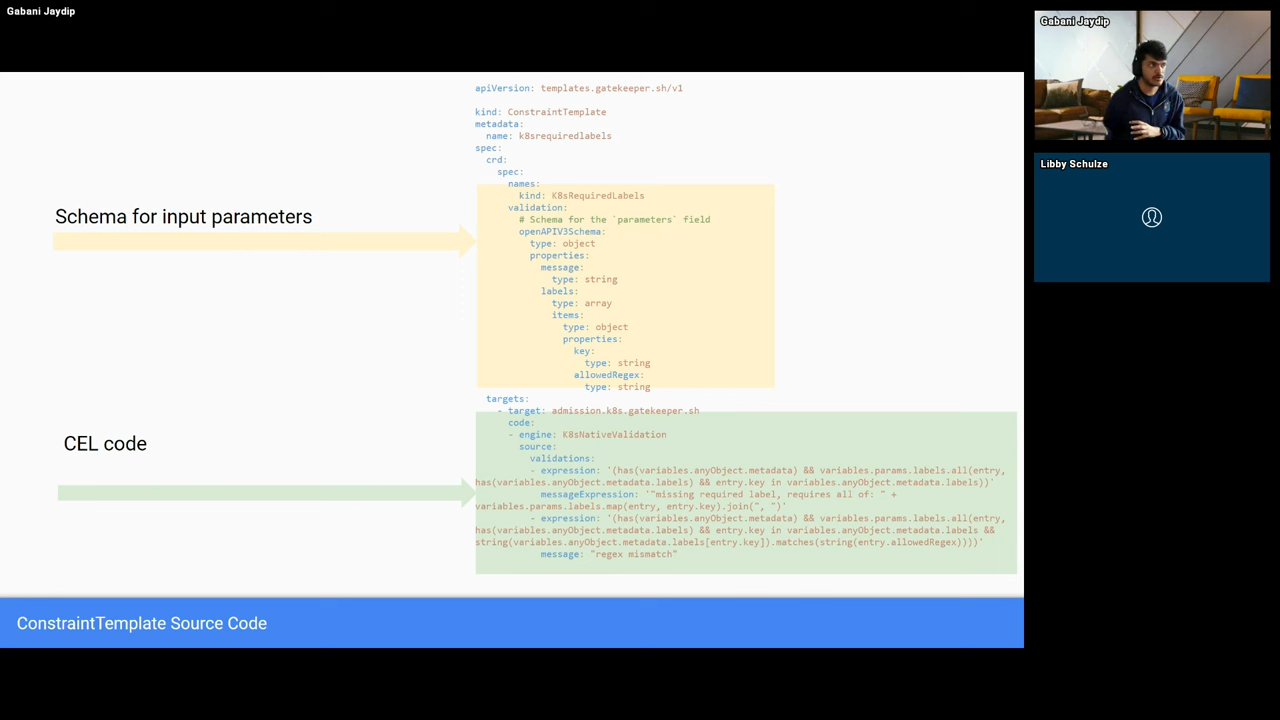 Gabani Jaydip
Gabani Jaydip
Libby Schulze
Schema for input parameters
CEL code
apiVersion: templates.gatekeeper.sh/v1
kind: ConstraintTemplate
metadata:
  name: k8srequiredlabels
spec:
  crd:
    spec:
      names:
        kind: K8sRequiredLabels
      validation:
        # Schema for the `parameters` field
        openAPIV3Schema:
          type: object
          properties:
            message:
              type: string
            labels:
              type: array
              items:
                type: object
                properties:
                  key:
                    type: string
                  allowedRegex:
                    type: string
  targets:
    - target: admission.k8s.gatekeeper.sh
      code:
      - engine: K8sNativeValidation
        source:
          validations:
          - expression: '(has(variables.anyObject.metadata) && variables.params.labels.all(entry,
has(variables.anyObject.metadata.labels) && entry.key in variables.anyObject.metadata.labels))'
            messageExpression: '"missing required label, requires all of: " +
variables.params.labels.map(entry, entry.key).join(", ")'
          - expression: '(has(variables.anyObject.metadata) && variables.params.labels.all(entry,
has(variables.anyObject.metadata.labels) && entry.key in variables.anyObject.metadata.labels &&
string(variables.anyObject.metadata.labels[entry.key]).matches(string(entry.allowedRegex))))'
            message: "regex mismatch"
ConstraintTemplate Source Code